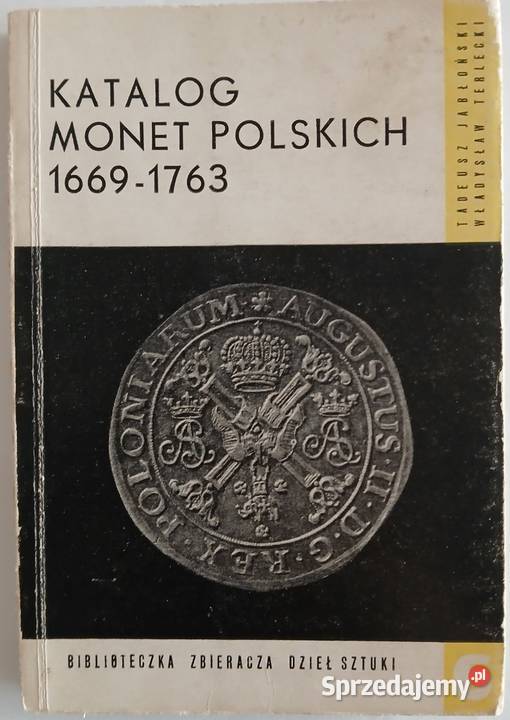 KATALOG
MONET POLSKICH
1669-1763
TADEUSZ JABŁOŃSKI
WŁADYSŁAW TERLECKI
AUGUSTUS·II·D·G·REX·POLONIARUM
BIBLIOTECZKA ZBIERACZA DZIEŁ SZTUKI
6
Sprzedajemy.pl